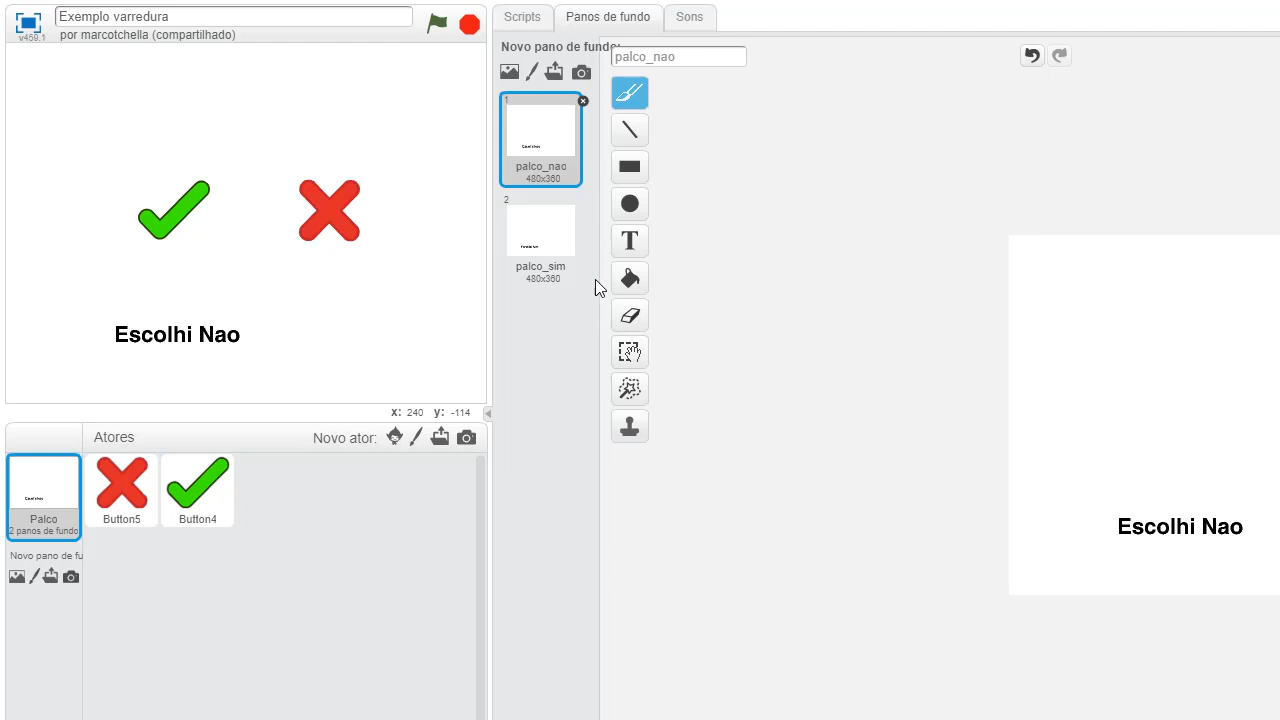 Exemplo varredura
por marcotchella (compartilhado)
v459.1
Escolhi Nao
x: 240 y: -114
Atores
Novo ator:
Palco
2 panos de fundo
Novo pano de fu
Button5
Button4
Scripts
Panos de fundo
Sons
Novo pano de fundo:
1
palco_nao
480x360
2
palco_sim
480x360
palco_nao
T
Escolhi Nao